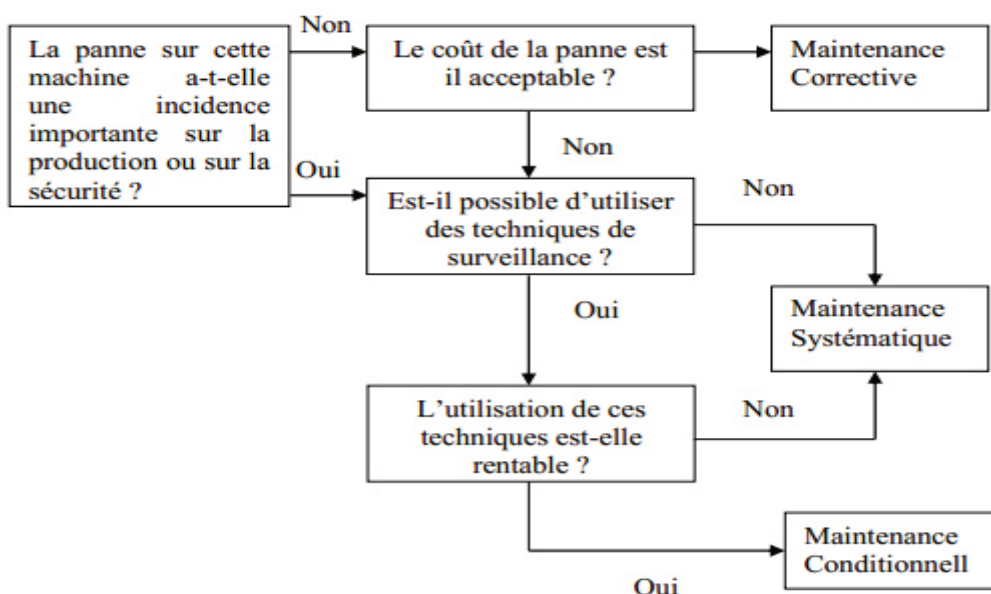 Non
La panne sur cette
machine a-t-elle
une incidence
importante sur la
production ou sur la
sécurité ?
Le coût de la panne est
il acceptable ?
Maintenance
Corrective
Non
Oui
Est-il possible d'utiliser
des techniques de
surveillance ?
Non
Oui
Maintenance
Systématique
L'utilisation de ces
techniques est-elle
rentable ?
Non
Maintenance
Conditionnell
Oui